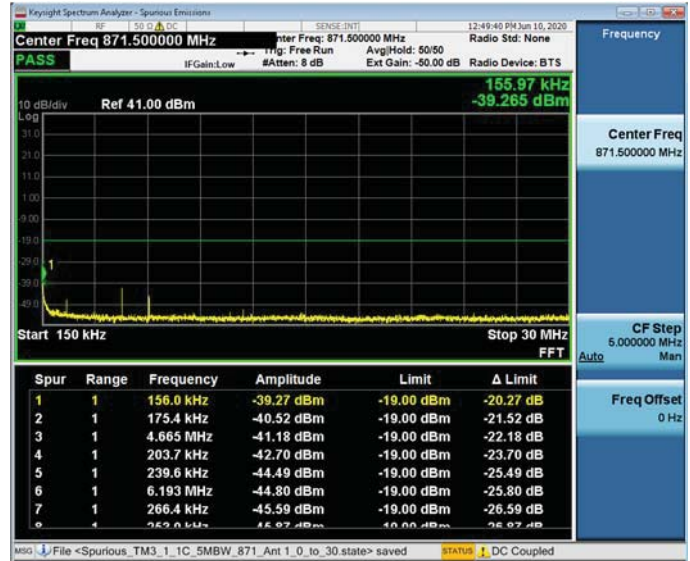 Keysight Spectrum Analyzer - Spurious Emissions
RF 50 Ω DC SENSE:INT 12:49:40 PM Jun 10, 2020
Center Freq 871.500000 MHz
Center Freq: 871.500000 MHz Radio Std: None
Trig: Free Run Avg|Hold: 50/50
PASS IFGain:Low #Atten: 8 dB Ext Gain: -50.00 dB Radio Device: BTS
155.97 kHz
10 dB/div Ref 41.00 dBm -39.265 dBm
Log
31.0
21.0
11.0
1.00
-9.00
-19.0
-29.0
1
-39.0
-49.0
Start 150 kHz Stop 30 MHz
FFT
Spur Range Frequency Amplitude Limit Δ Limit
1 1 156.0 kHz -39.27 dBm -19.00 dBm -20.27 dB
2 1 175.4 kHz -40.52 dBm -19.00 dBm -21.52 dB
3 1 4.665 MHz -41.18 dBm -19.00 dBm -22.18 dB
4 1 203.7 kHz -42.70 dBm -19.00 dBm -23.70 dB
5 1 239.6 kHz -44.49 dBm -19.00 dBm -25.49 dB
6 1 6.193 MHz -44.80 dBm -19.00 dBm -25.80 dB
7 1 266.4 kHz -45.59 dBm -19.00 dBm -26.59 dB
MSG File <Spurious_TM3_1_1C_5MBW_871_Ant 1_0_to_30.state> saved STATUS DC Coupled
Frequency
Center Freq
871.500000 MHz
CF Step
5.000000 MHz
Auto Man
Freq Offset
0 Hz